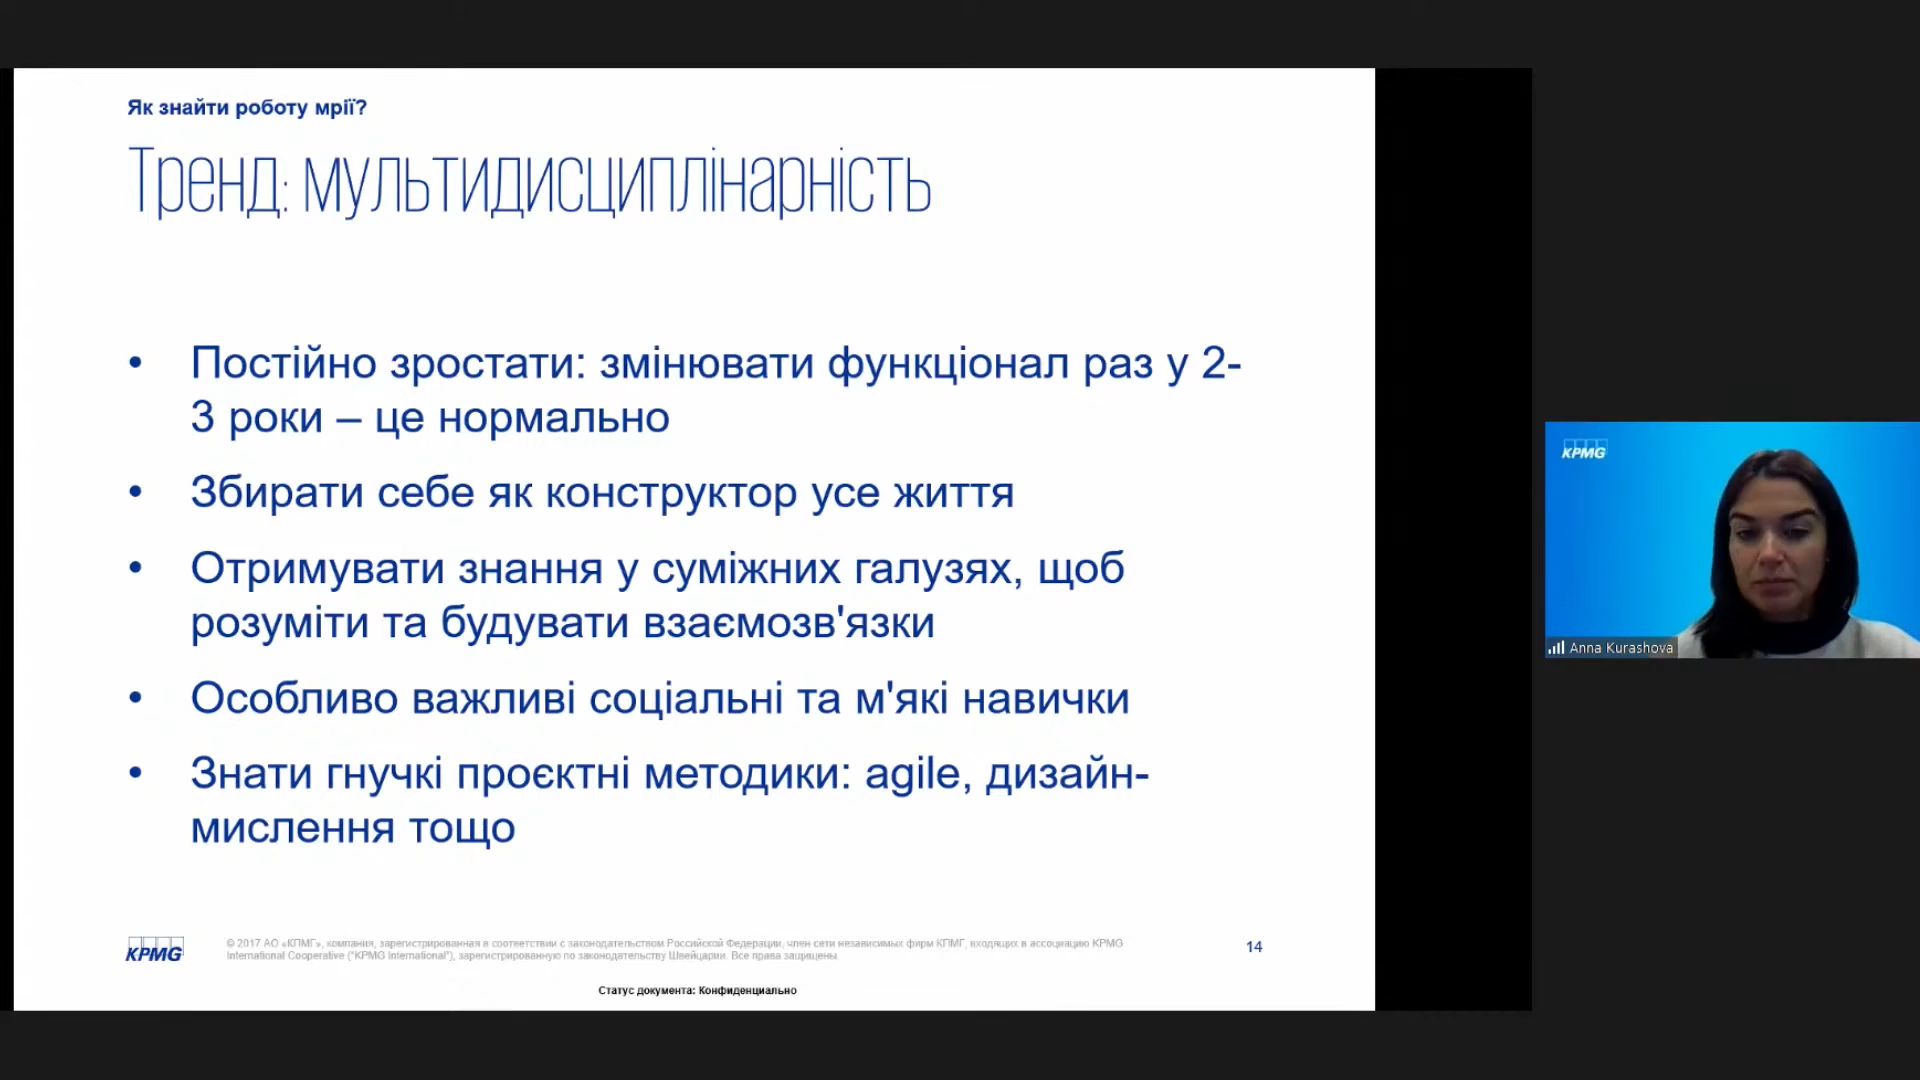 Як знайти роботу мрії?
Тренд: мультидисциплінарність
• Постійно зростати: змінювати функціонал раз у 2-
3 роки – це нормально
• Збирати себе як конструктор усе життя
• Отримувати знання у суміжних галузях, щоб
розуміти та будувати взаємозв'язки
• Особливо важливі соціальні та м'які навички
• Знати гнучкі проєктні методики: agile, дизайн-
мислення тощо
KPMG
© 2017 АО «КПМГ», компания, зарегистрированная в соответствии с законодательством Российской Федерации, член сети независимых фирм КПМГ, входящих в ассоциацию KPMG
International Cooperative ("KPMG International"), зарегистрированную по законодательству Швейцарии. Все права защищены.
14
Статус документа: Конфиденциально
KPMG
Anna Kurashova